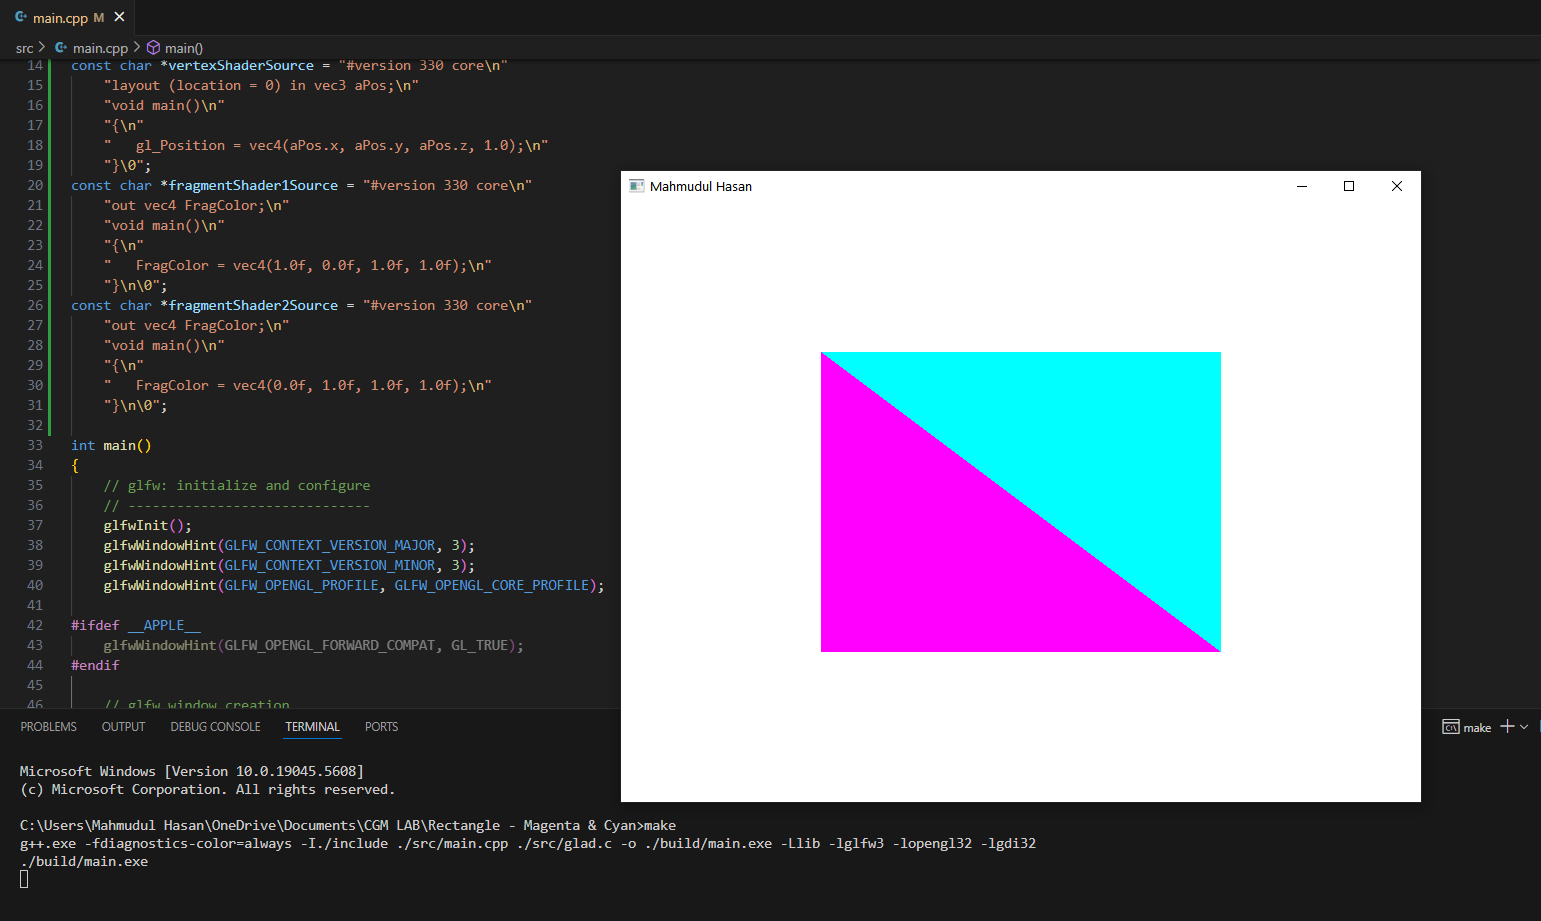 main.cpp M
src > main.cpp > main()
14 const char *vertexShaderSource = "#version 330 core\n"
15 "layout (location = 0) in vec3 aPos;\n"
16 "void main()\n"
17 "{\n"
18 "   gl_Position = vec4(aPos.x, aPos.y, aPos.z, 1.0);\n"
19 "}\0";
20 const char *fragmentShader1Source = "#version 330 core\n"
21 "out vec4 FragColor;\n"
22 "void main()\n"
23 "{\n"
24 "   FragColor = vec4(1.0f, 0.0f, 1.0f, 1.0f);\n"
25 "}\n\0";
26 const char *fragmentShader2Source = "#version 330 core\n"
27 "out vec4 FragColor;\n"
28 "void main()\n"
29 "{\n"
30 "   FragColor = vec4(0.0f, 1.0f, 1.0f, 1.0f);\n"
31 "}\n\0";
32
33 int main()
34 {
35 // glfw: initialize and configure
36 // ------------------------------
37 glfwInit();
38 glfwWindowHint(GLFW_CONTEXT_VERSION_MAJOR, 3);
39 glfwWindowHint(GLFW_CONTEXT_VERSION_MINOR, 3);
40 glfwWindowHint(GLFW_OPENGL_PROFILE, GLFW_OPENGL_CORE_PROFILE);
41
42 #ifdef __APPLE__
43 glfwWindowHint(GLFW_OPENGL_FORWARD_COMPAT, GL_TRUE);
44 #endif
45
46 // glfw window creation
Mahmudul Hasan
PROBLEMS OUTPUT DEBUG CONSOLE TERMINAL PORTS
make
Microsoft Windows [Version 10.0.19045.5608]
(c) Microsoft Corporation. All rights reserved.
C:\Users\Mahmudul Hasan\OneDrive\Documents\CGM LAB\Rectangle - Magenta & Cyan>make
g++.exe -fdiagnostics-color=always -I./include ./src/main.cpp ./src/glad.c -o ./build/main.exe -Llib -lglfw3 -lopengl32 -lgdi32
./build/main.exe